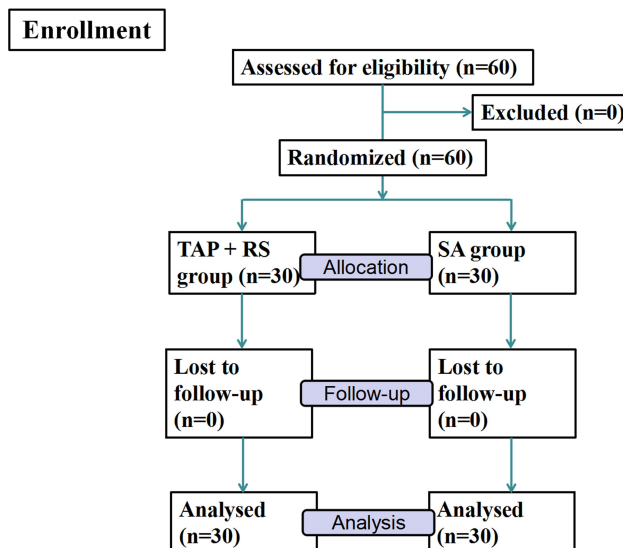 Enrollment
Assessed for eligibility (n=60)
Excluded (n=0)
Randomized (n=60)
TAP + RS
group (n=30)
Allocation
SA group
(n=30)
Lost to
follow-up
(n=0)
Follow-up
Lost to
follow-up
(n=0)
Analysed
(n=30)
Analysis
Analysed
(n=30)